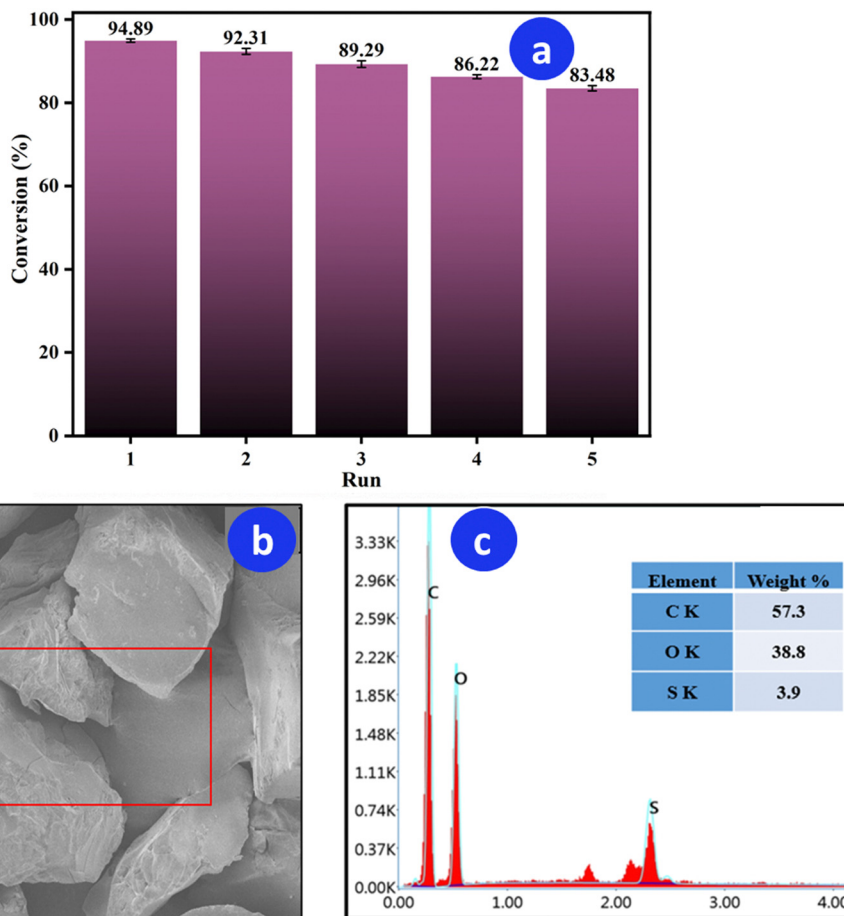 100
94.89
92.31
89.29
86.22
83.48
a
80
60
40
20
0
Conversion (%)
1 2 3 4 5
Run
b
c
3.33K
2.96K
2.59K
2.22K
1.85K
1.48K
1.11K
0.74K
0.37K
0.00K
C
O
S
0.00 1.00 2.00 3.00 4.00
Element Weight %
C K 57.3
O K 38.8
S K 3.9